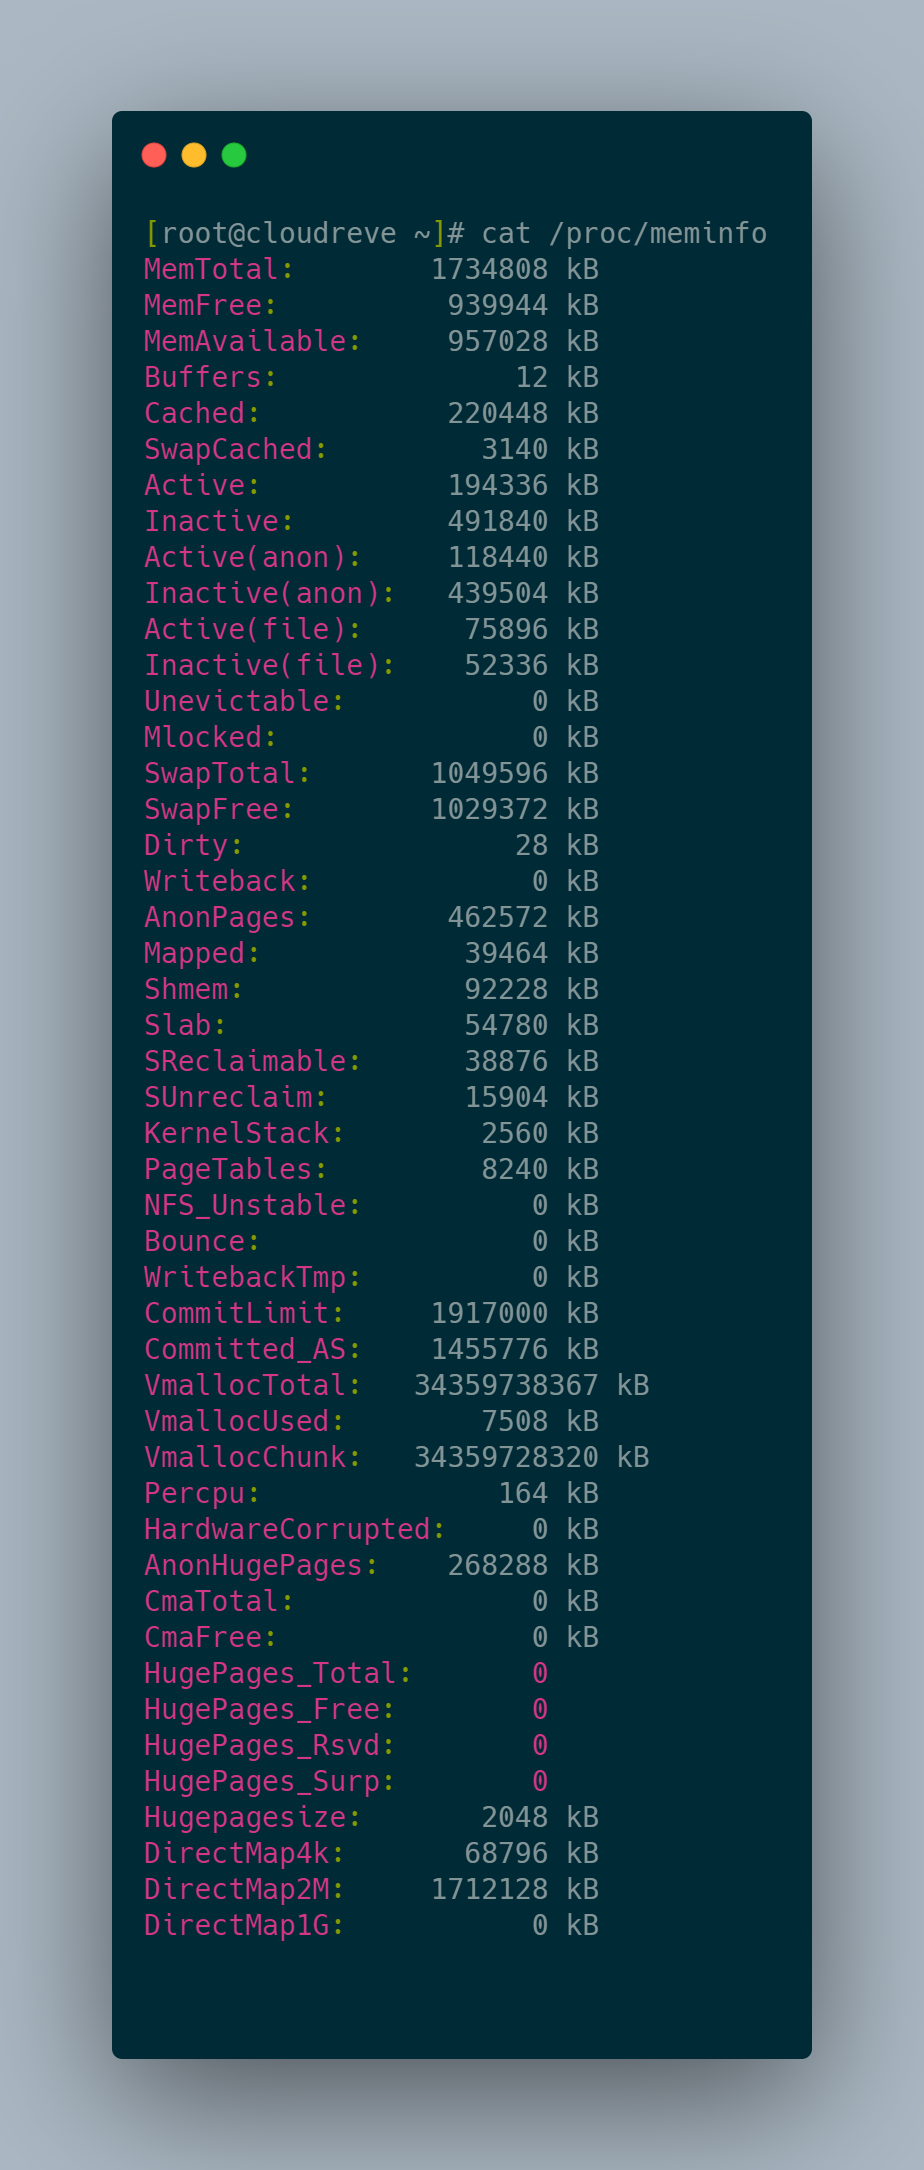 [root@cloudreve ~]# cat /proc/meminfo
MemTotal:        1734808 kB
MemFree:          939944 kB
MemAvailable:     957028 kB
Buffers:              12 kB
Cached:           220448 kB
SwapCached:         3140 kB
Active:           194336 kB
Inactive:         491840 kB
Active(anon):     118440 kB
Inactive(anon):   439504 kB
Active(file):      75896 kB
Inactive(file):    52336 kB
Unevictable:           0 kB
Mlocked:               0 kB
SwapTotal:       1049596 kB
SwapFree:        1029372 kB
Dirty:                28 kB
Writeback:             0 kB
AnonPages:        462572 kB
Mapped:            39464 kB
Shmem:             92228 kB
Slab:              54780 kB
SReclaimable:      38876 kB
SUnreclaim:        15904 kB
KernelStack:        2560 kB
PageTables:         8240 kB
NFS_Unstable:          0 kB
Bounce:                0 kB
WritebackTmp:          0 kB
CommitLimit:     1917000 kB
Committed_AS:    1455776 kB
VmallocTotal:   34359738367 kB
VmallocUsed:        7508 kB
VmallocChunk:   34359728320 kB
Percpu:              164 kB
HardwareCorrupted:     0 kB
AnonHugePages:    268288 kB
CmaTotal:              0 kB
CmaFree:               0 kB
HugePages_Total:       0
HugePages_Free:        0
HugePages_Rsvd:        0
HugePages_Surp:        0
Hugepagesize:       2048 kB
DirectMap4k:       68796 kB
DirectMap2M:     1712128 kB
DirectMap1G:           0 kB